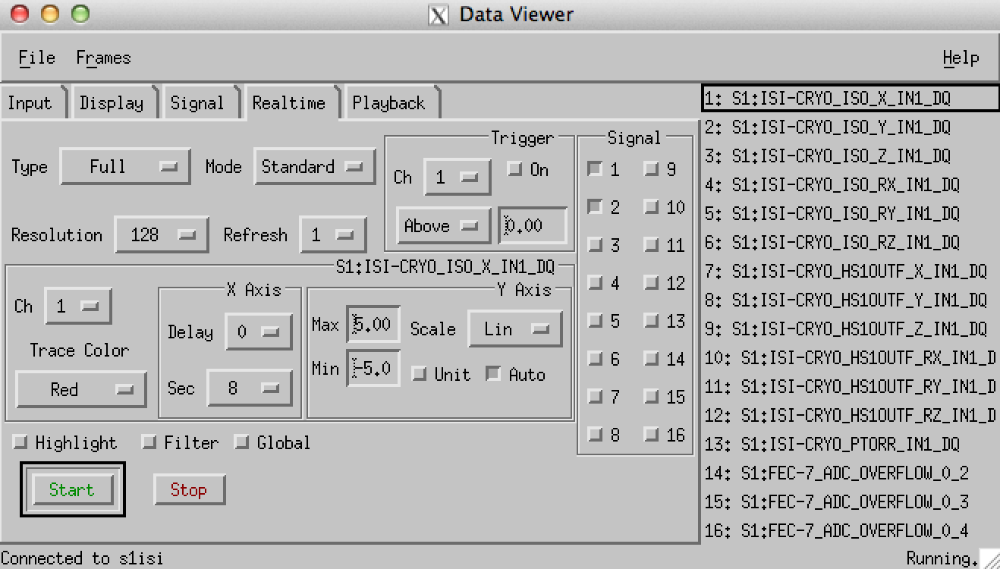 X Data Viewer
File Frames Help
Input Display Signal Realtime Playback
Type Full Mode Standard
Resolution 128 Refresh 1
Trigger
Ch 1 On
Above 0.00
S1:ISI-CRYO_ISO_X_IN1_DQ
Ch 1
Trace Color
Red
X Axis
Delay 0
Sec 8
Y Axis
Max 5.00 Scale Lin
Min -5.0 Unit Auto
Signal
1 9
2 10
3 11
4 12
5 13
6 14
7 15
8 16
Highlight Filter Global
Start Stop
1: S1:ISI-CRYO_ISO_X_IN1_DQ
2: S1:ISI-CRYO_ISO_Y_IN1_DQ
3: S1:ISI-CRYO_ISO_Z_IN1_DQ
4: S1:ISI-CRYO_ISO_RX_IN1_DQ
5: S1:ISI-CRYO_ISO_RY_IN1_DQ
6: S1:ISI-CRYO_ISO_RZ_IN1_DQ
7: S1:ISI-CRYO_HS1OUTF_X_IN1_DQ
8: S1:ISI-CRYO_HS1OUTF_Y_IN1_DQ
9: S1:ISI-CRYO_HS1OUTF_Z_IN1_DQ
10: S1:ISI-CRYO_HS1OUTF_RX_IN1_D
11: S1:ISI-CRYO_HS1OUTF_RY_IN1_D
12: S1:ISI-CRYO_HS1OUTF_RZ_IN1_D
13: S1:ISI-CRYO_PTORR_IN1_DQ
14: S1:FEC-7_ADC_OVERFLOW_0_2
15: S1:FEC-7_ADC_OVERFLOW_0_3
16: S1:FEC-7_ADC_OVERFLOW_0_4
Connected to s1isi Running.